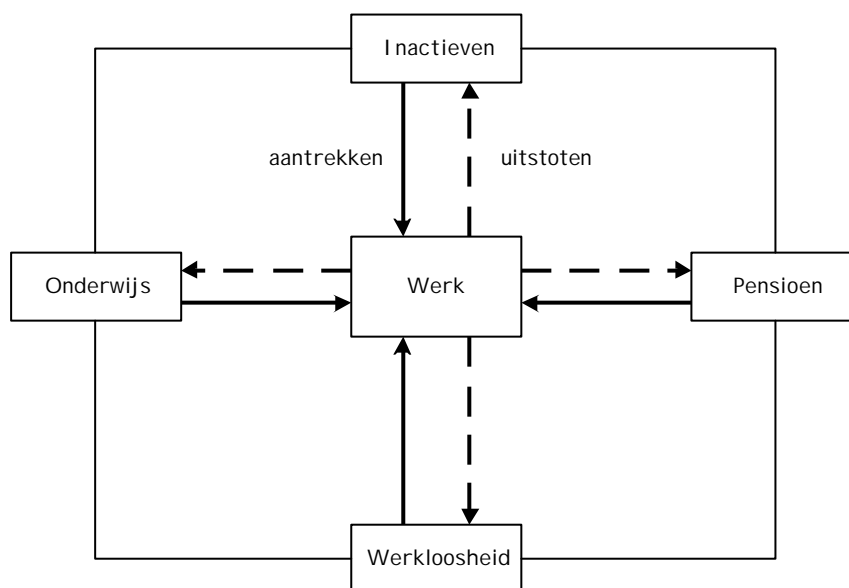 Inactieven
aantrekken
uitstoten
Onderwijs
Werk
Pensioen
Werkloosheid